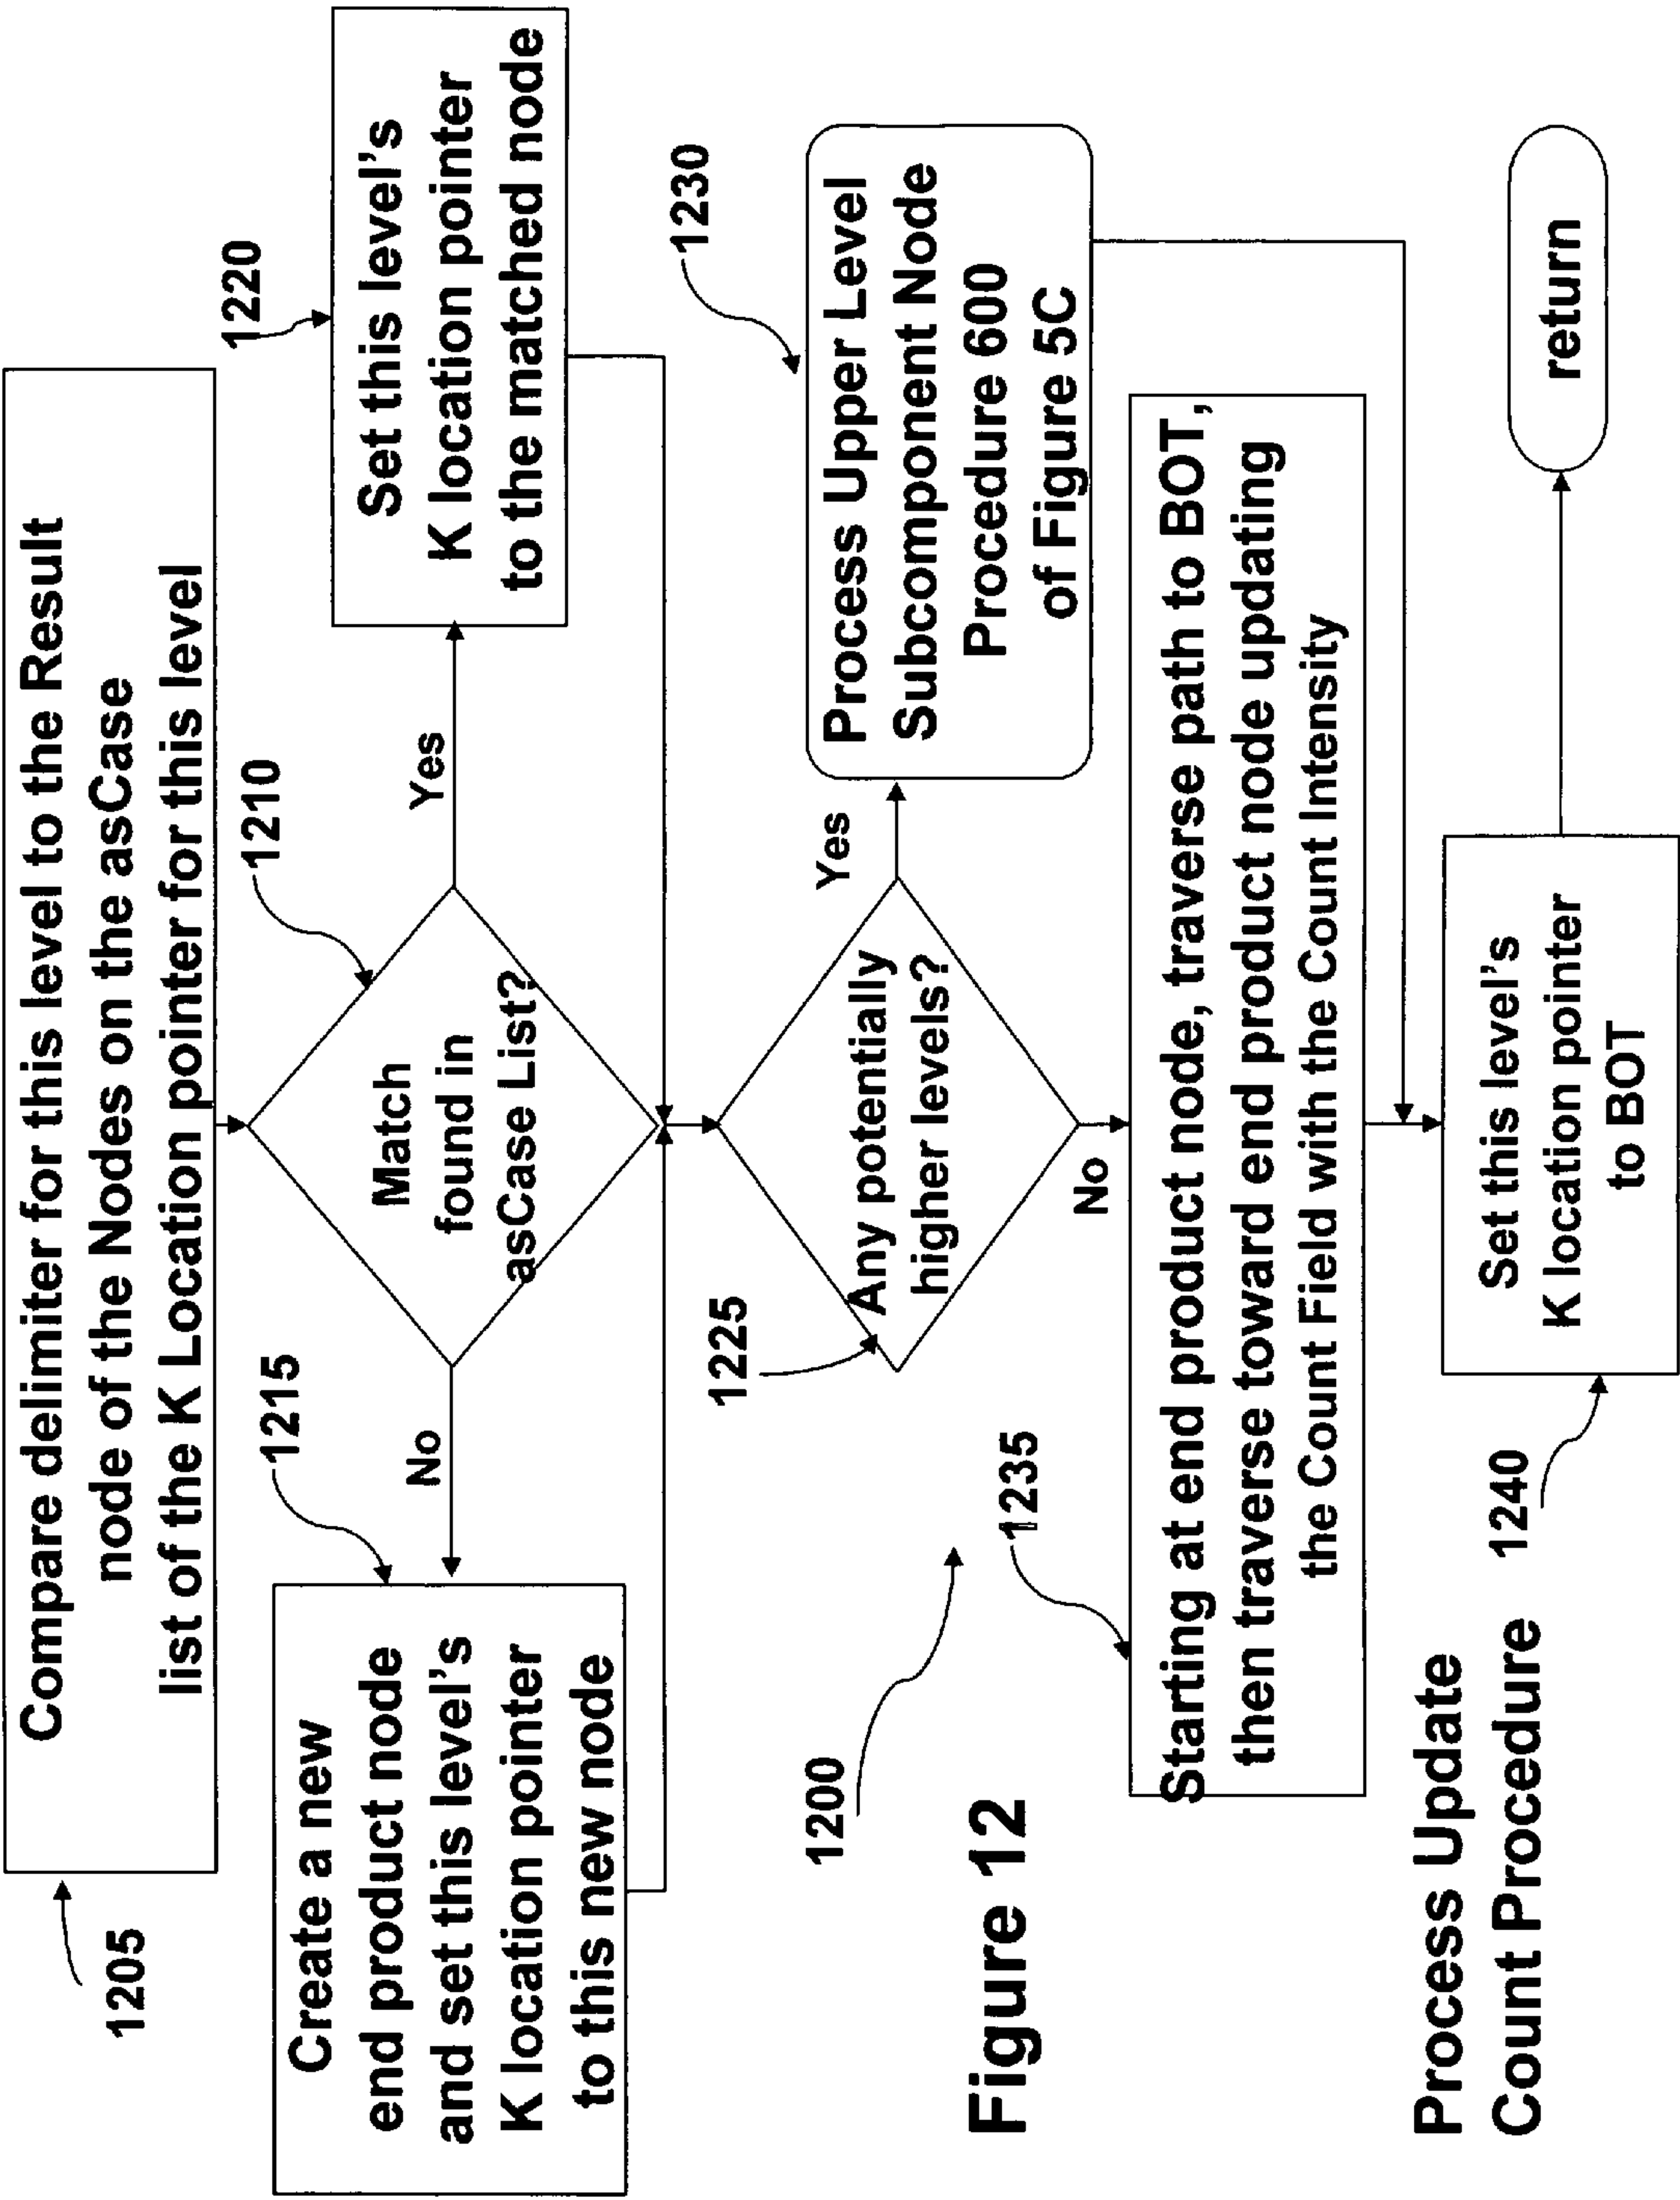 Compare delimiter for this level to the Result
node of the Nodes on the asCase
list of the K Location pointer for this level
1205
1210
Match
found in
asCase List?
No
Yes
1215
Create a new
end product node
and set this level's
K location pointer
to this new node
1220
Set this level's
K location pointer
to the matched node
1225
Any potentially
higher levels?
Yes
No
1230
Process Upper Level
Subcomponent Node
Procedure 600
of Figure 5C
1200
Figure 12
1235
Starting at end product node, traverse path to BOT,
then traverse toward end product node updating
the Count Field with the Count Intensity
Process Update
Count Procedure
1240
Set this level's
K location pointer
to BOT
return